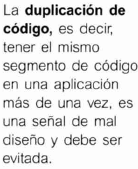 La duplicación de
código, es decir,
tener el mismo
segmento de código
en una aplicación
más de una vez, es
una señal de mal
diseño y debe ser
evitada.